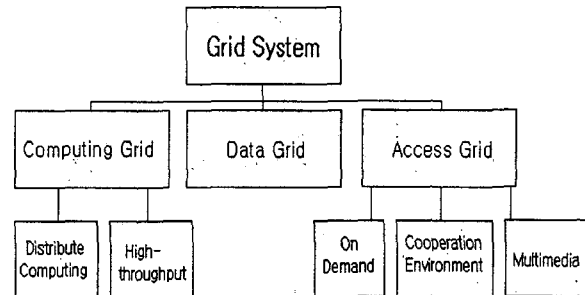 Grid System
Computing Grid
Data Grid
Access Grid
Distribute
Computing
High-
throughput
On
Demand
Cooperation
Environment
Multimedia